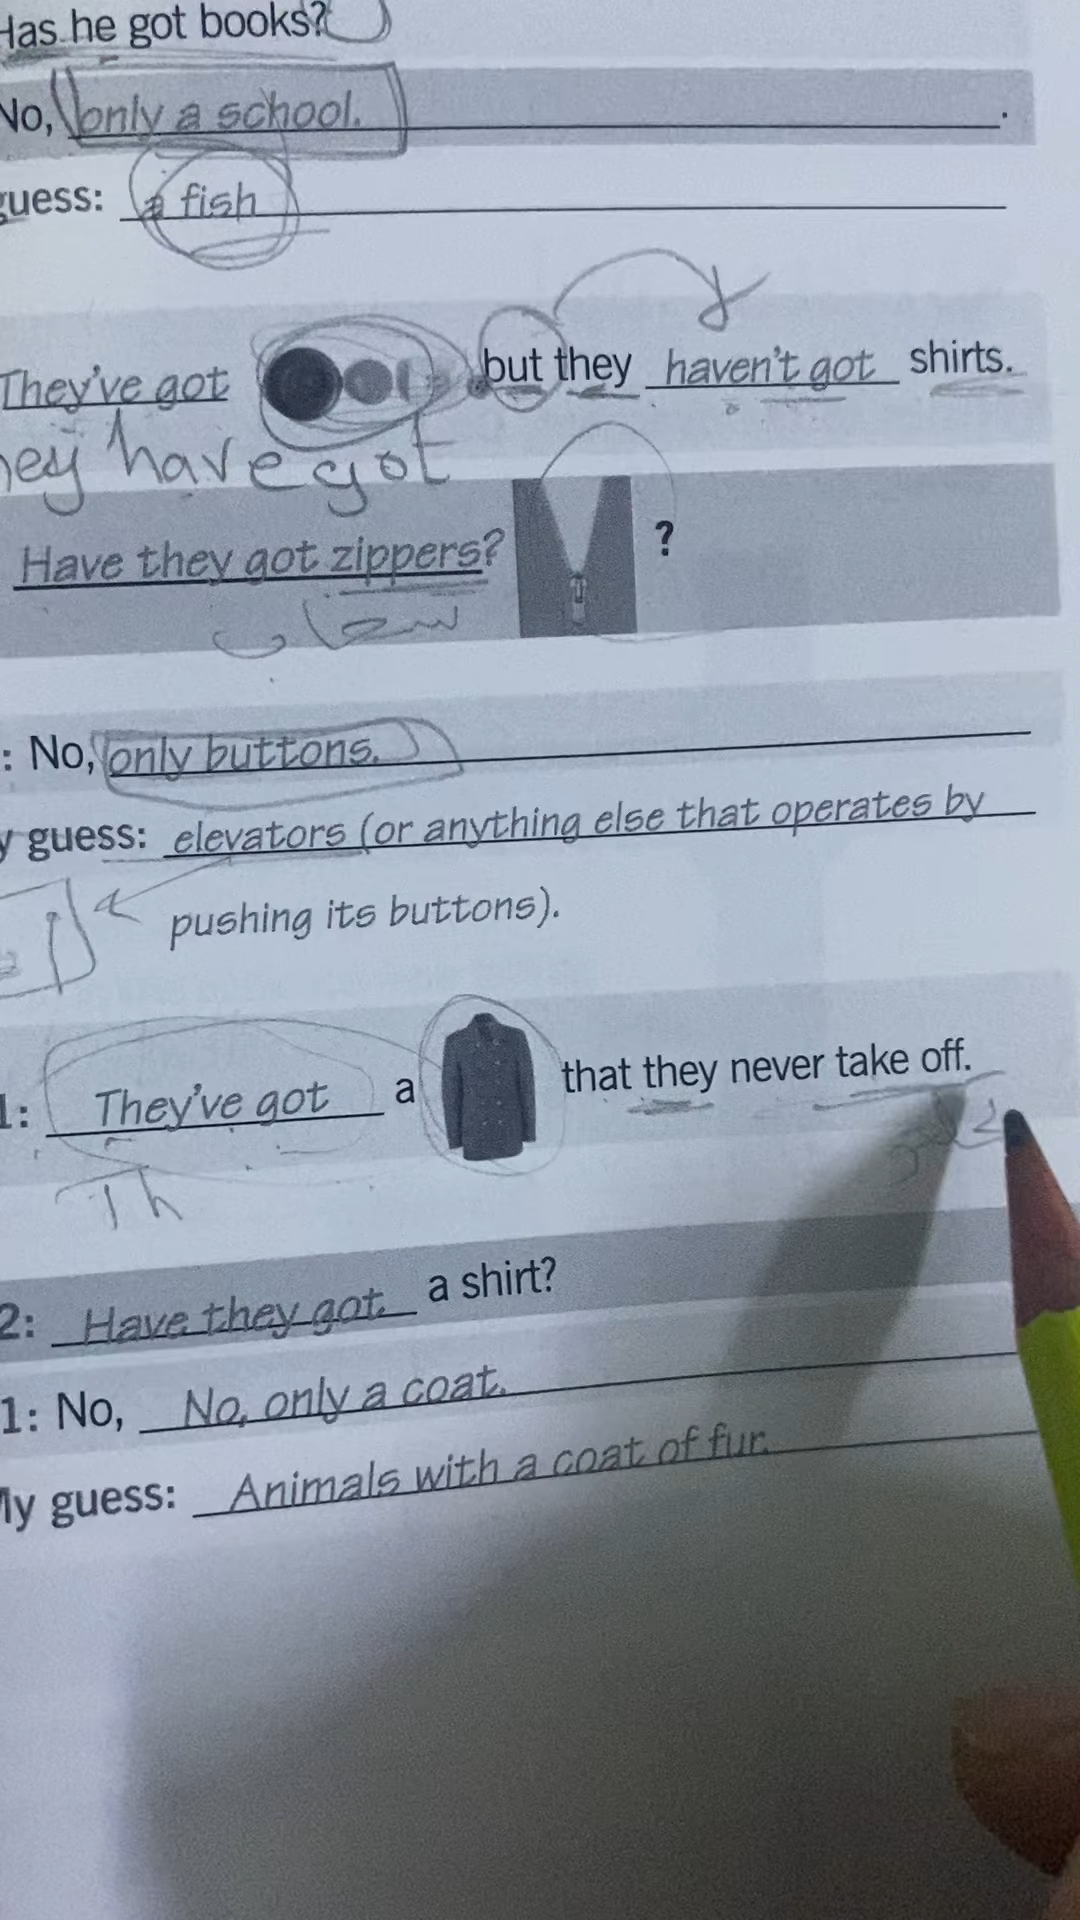 Has he got books?
No, only a school.
guess: a fish
They've got but they haven't got shirts.
hey have got
Have they got zippers? ?
سحاب
: No, only buttons.
y guess: elevators (or anything else that operates by
pushing its buttons).
1: They've got a that they never take off.
Th
2: Have they got a shirt?
1: No, No, only a coat.
My guess: Animals with a coat of fur.